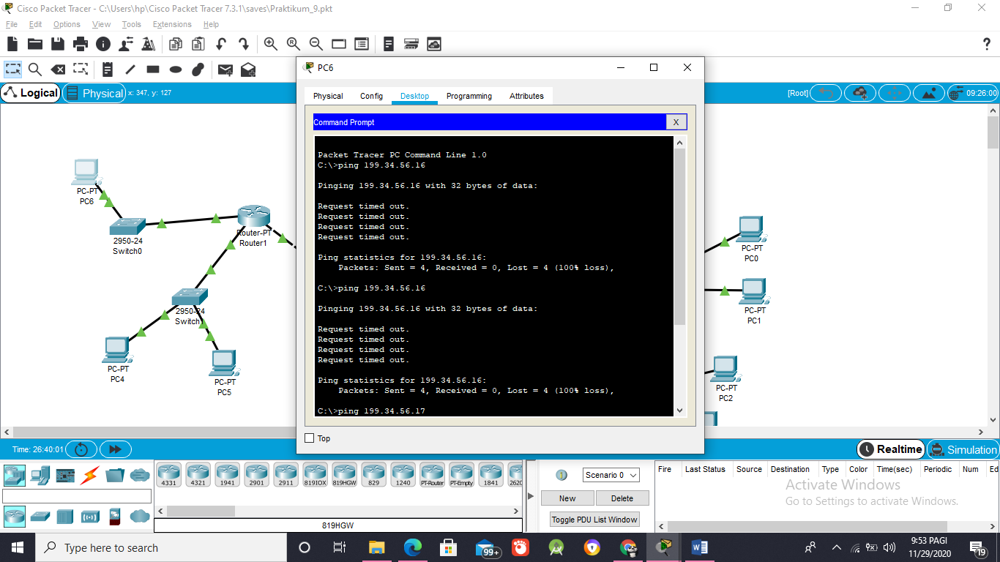 Cisco Packet Tracer - C:\Users\hp\Cisco Packet Tracer 7.3.1\saves\Praktikum_9.pkt
File Edit Options View Tools Extensions Help
?
Logical Physical x: 347, y: 127
[Root] 09:26:00
PC6
Physical Config Desktop Programming Attributes
Command Prompt X
Packet Tracer PC Command Line 1.0
C:\>ping 199.34.56.16
Pinging 199.34.56.16 with 32 bytes of data:
Request timed out.
Request timed out.
Request timed out.
Request timed out.
Ping statistics for 199.34.56.16:
Packets: Sent = 4, Received = 0, Lost = 4 (100% loss),
C:\>ping 199.34.56.16
Pinging 199.34.56.16 with 32 bytes of data:
Request timed out.
Request timed out.
Request timed out.
Request timed out.
Ping statistics for 199.34.56.16:
Packets: Sent = 4, Received = 0, Lost = 4 (100% loss),
C:\>ping 199.34.56.17
Top
PC-PT
PC6
2950-24
Switch0
Router-PT
Router1
2950-24
Switch
PC-PT
PC4
PC-PT
PC5
PC-PT
PC0
PC-PT
PC1
PC-PT
PC2
Time: 26:40:01
Realtime Simulation
4331 4321 1941 2901 2911 819IOX 819HGW 829 1240 PT-Router PT-Empty 1841 2620
819HGW
Scenario 0
New Delete
Toggle PDU List Window
Fire Last Status Source Destination Type Color Time(sec) Periodic Num Ed
Activate Windows
Go to Settings to activate Windows.
Type here to search
99+
9:53 PAGI
11/29/2020
19